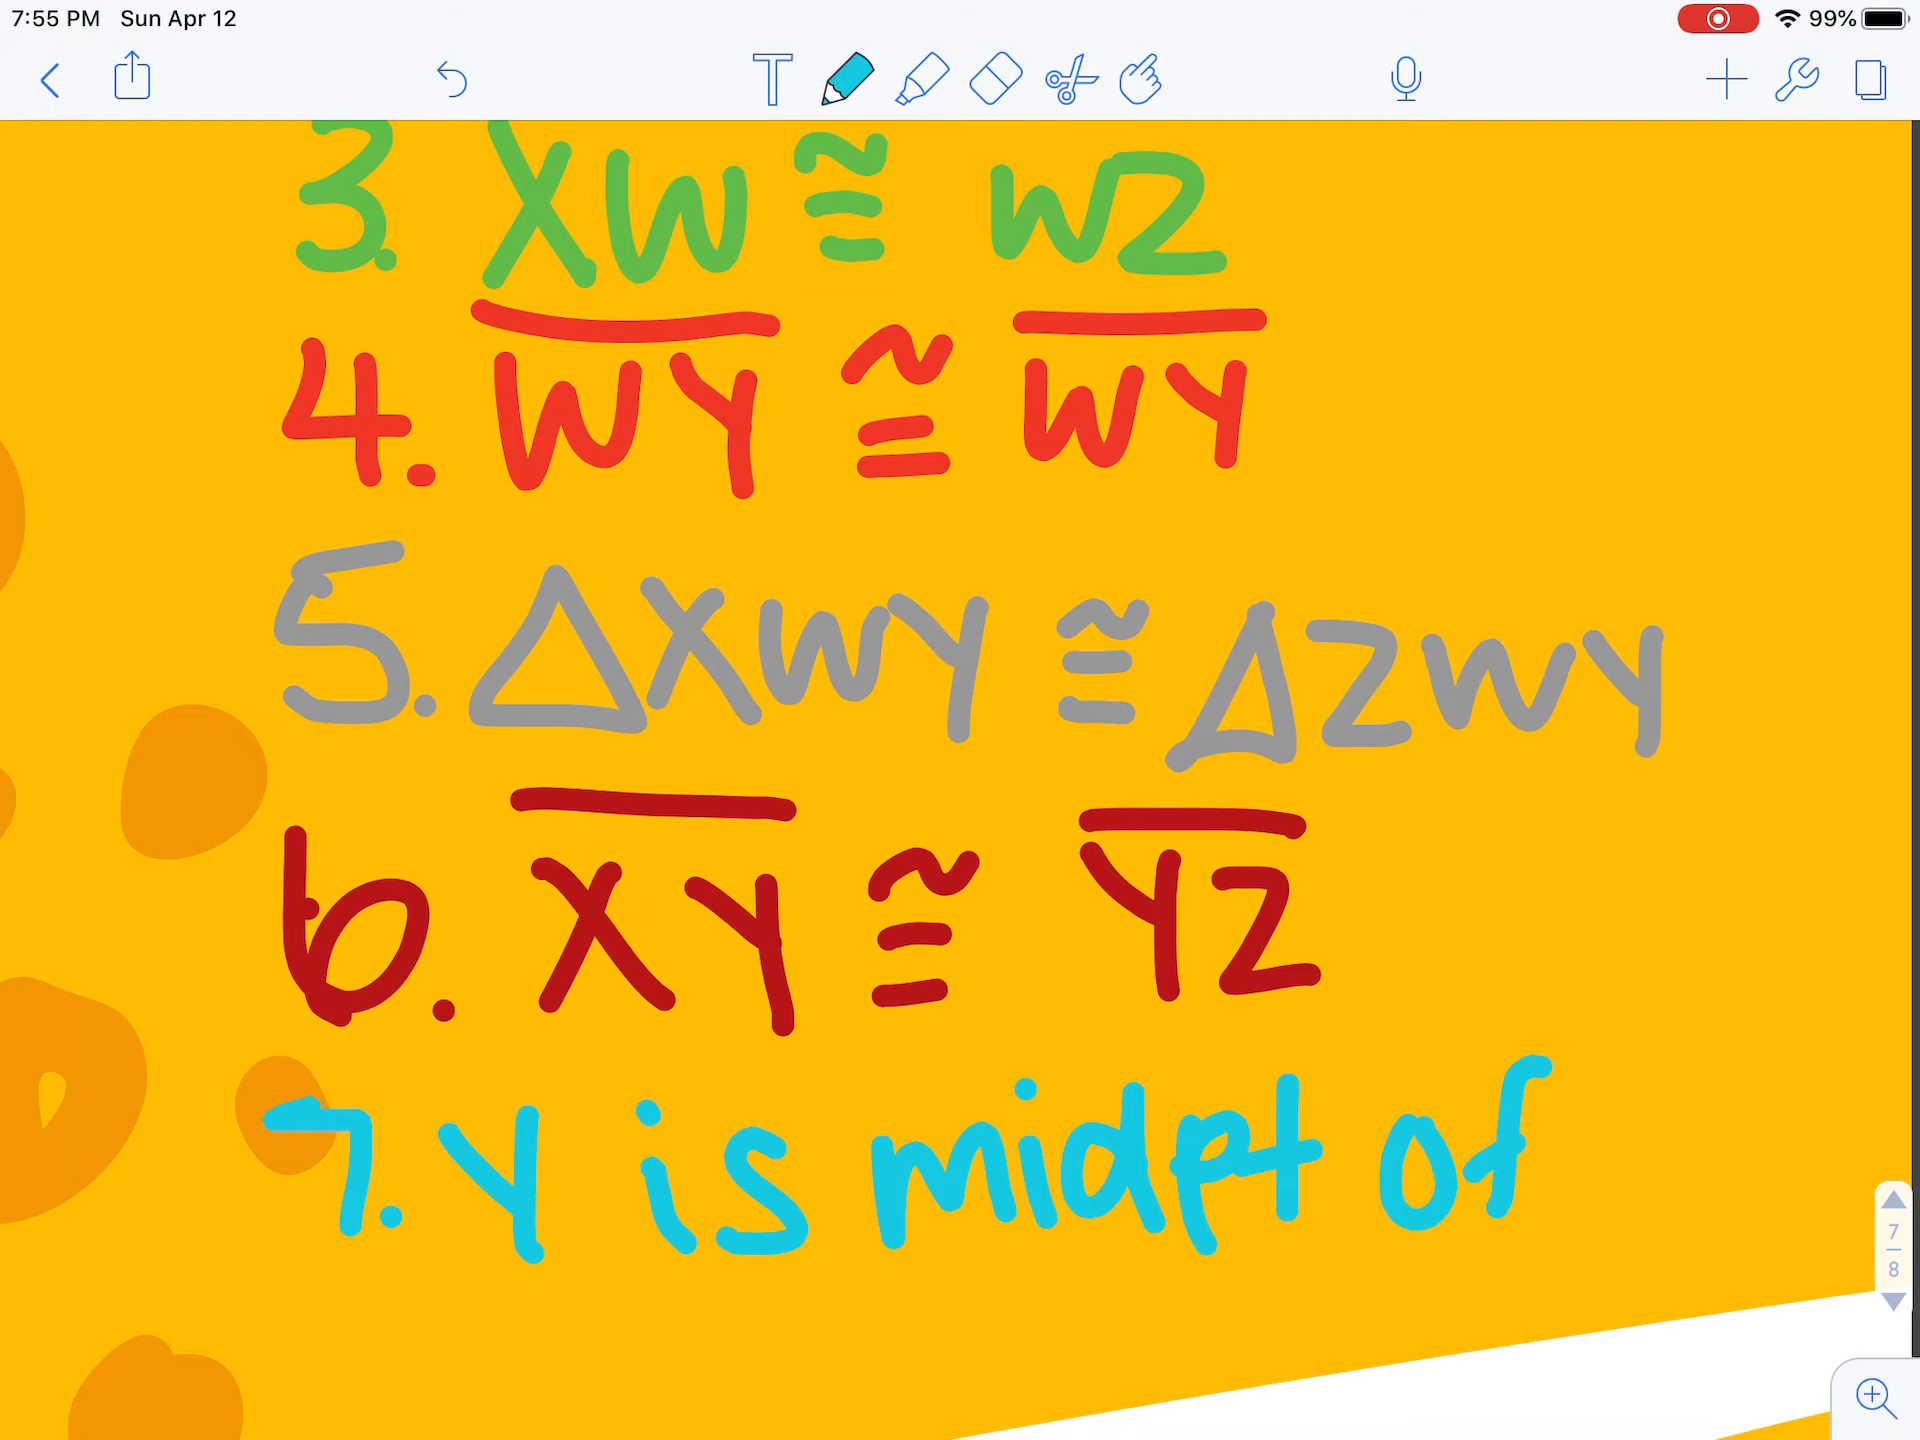 7:55 PM Sun Apr 12 99%
T
3. XW ≅ WZ
4. WY ≅ WY
5. △XWY ≅ △ZWY
6. XY ≅ YZ
7. Y is midpt of
7
8